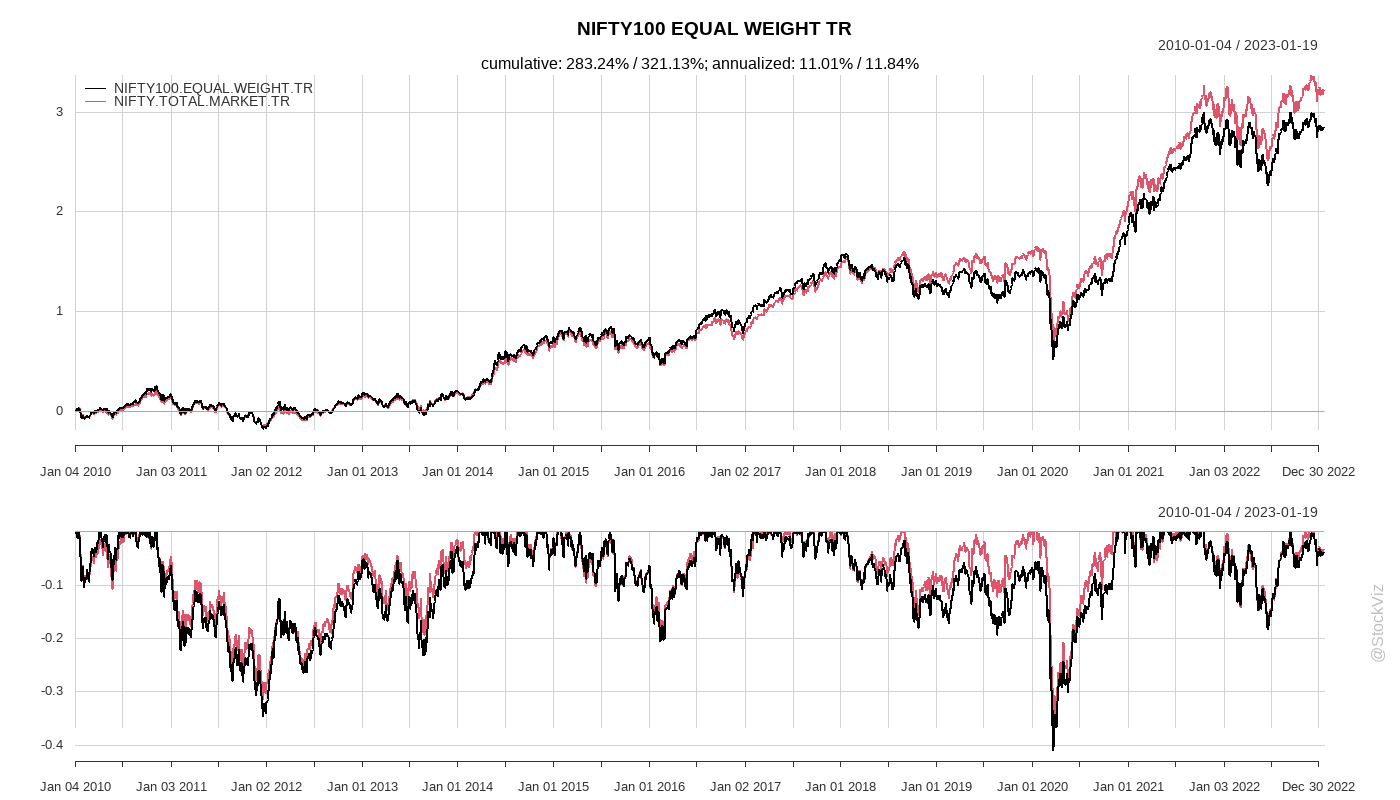 NIFTY100 EQUAL WEIGHT TR
2010-01-04 / 2023-01-19
cumulative: 283.24% / 321.13%; annualized: 11.01% / 11.84%
NIFTY100.EQUAL.WEIGHT.TR
NIFTY.TOTAL.MARKET.TR
3
2
1
0
Jan 04 2010 Jan 03 2011 Jan 02 2012 Jan 01 2013 Jan 01 2014 Jan 01 2015 Jan 01 2016 Jan 02 2017 Jan 01 2018 Jan 01 2019 Jan 01 2020 Jan 01 2021 Jan 03 2022 Dec 30 2022
2010-01-04 / 2023-01-19
-0.1
-0.2
-0.3
-0.4
Jan 04 2010 Jan 03 2011 Jan 02 2012 Jan 01 2013 Jan 01 2014 Jan 01 2015 Jan 01 2016 Jan 02 2017 Jan 01 2018 Jan 01 2019 Jan 01 2020 Jan 01 2021 Jan 03 2022 Dec 30 2022
@StockViz